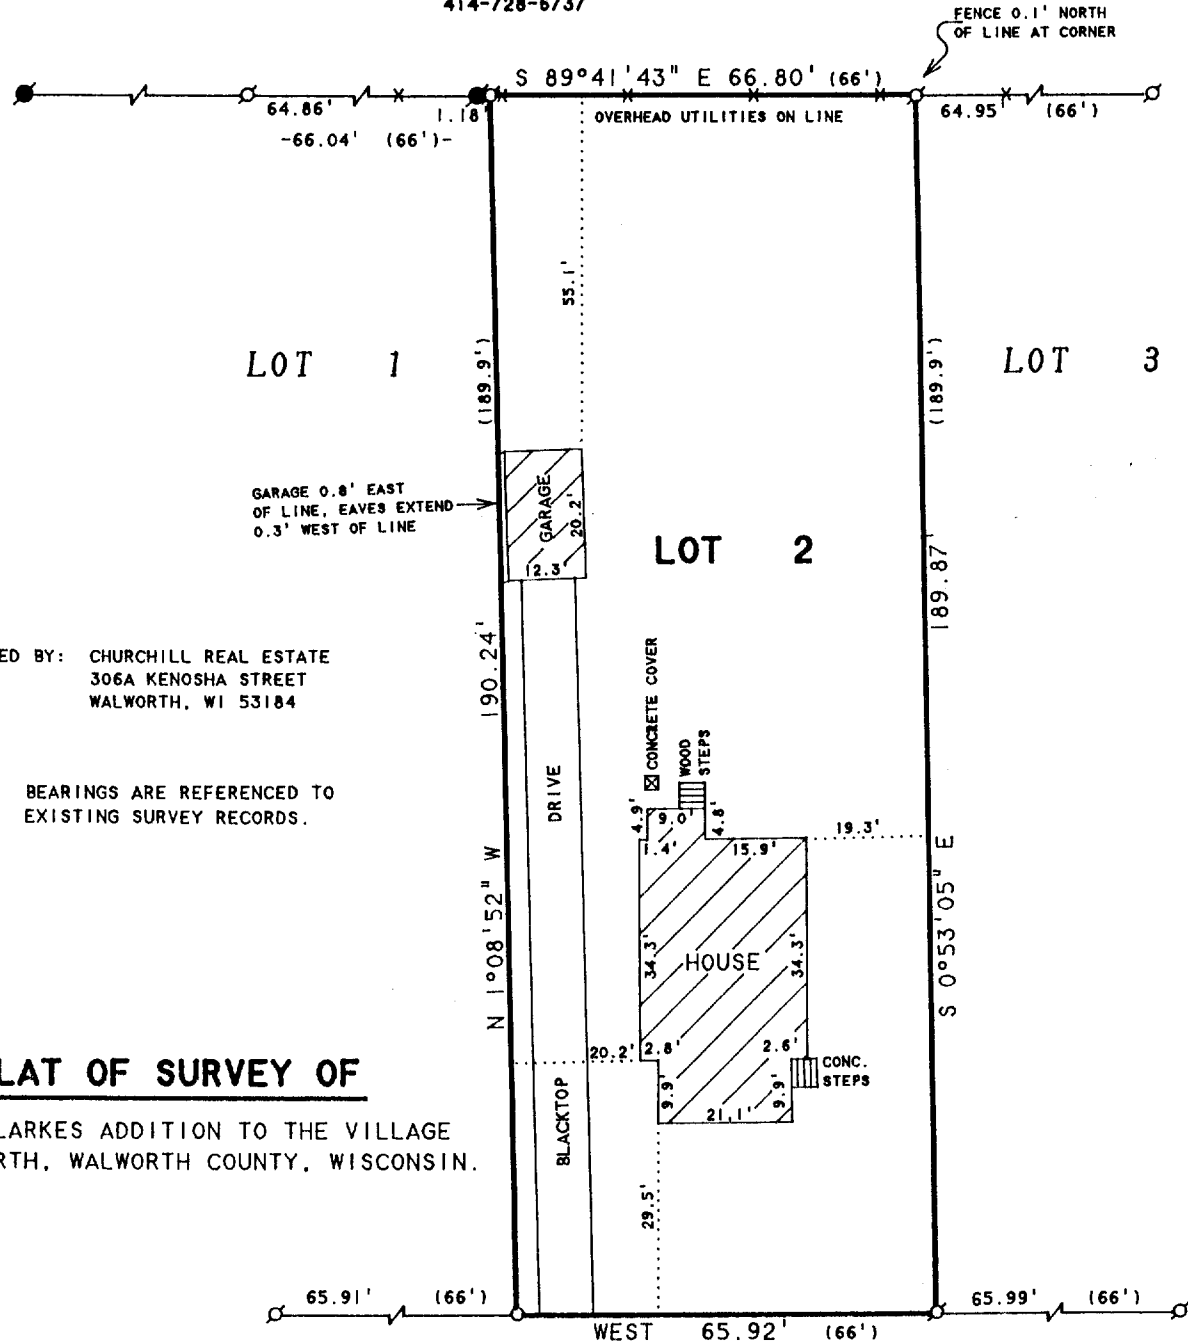 414-728-6737
FENCE 0.1' NORTH
OF LINE AT CORNER
S 89°41'43" E 66.80' (66')
64.86'
1.18'
OVERHEAD UTILITIES ON LINE
64.95' (66')
-66.04' (66')-
55.1'
(189.9')
(189.9')
LOT 1
LOT 3
GARAGE 0.8' EAST
OF LINE, EAVES EXTEND
0.3' WEST OF LINE
GARAGE
20.2'
12.3'
LOT 2
189.87'
190.24'
ED BY: CHURCHILL REAL ESTATE
306A KENOSHA STREET
WALWORTH, WI 53184
CONCRETE COVER
WOOD
STEPS
BEARINGS ARE REFERENCED TO
EXISTING SURVEY RECORDS.
DRIVE
4.9'
9.0'
4.8'
1.4'
15.9'
19.3'
N 1°08'52" W
S 0°53'05" E
34.3'
HOUSE
34.3'
20.2'
2.8'
2.6'
CONC.
STEPS
9.9'
9.9'
21.1'
LAT OF SURVEY OF
LARKES ADDITION TO THE VILLAGE
RTH, WALWORTH COUNTY, WISCONSIN.
BLACKTOP
29.5'
65.91' (66')
65.99' (66')
WEST 65.92' (66')